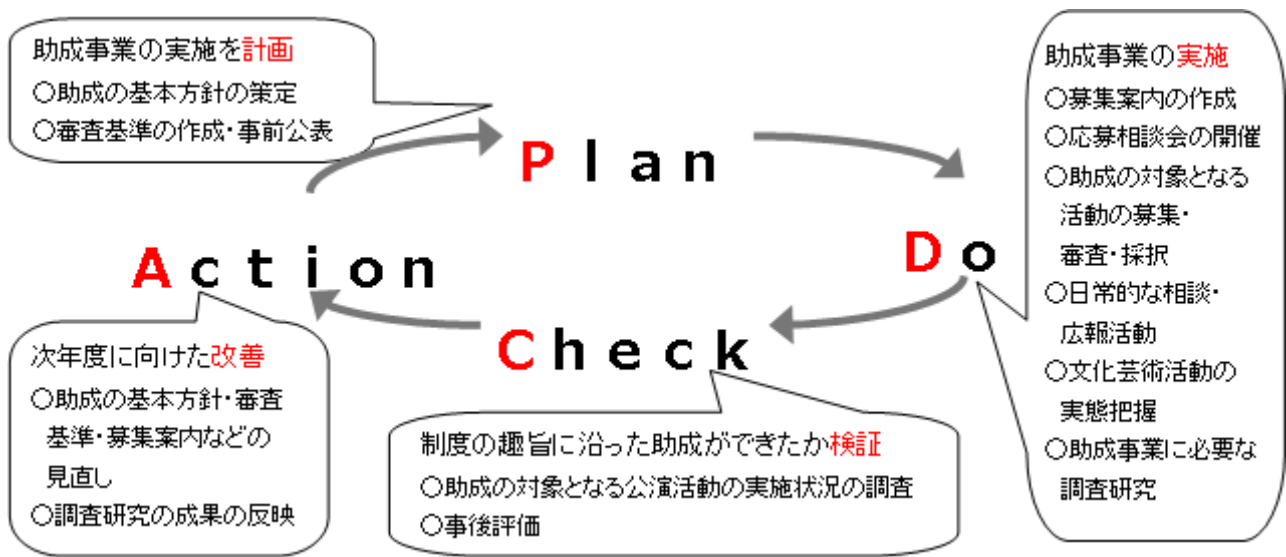 助成事業の実施を計画
○助成の基本方針の策定
○審査基準の作成・事前公表
Plan
助成事業の実施
○募集案内の作成
○応募相談会の開催
○助成の対象となる
活動の募集・
審査・採択
○日常的な相談・
広報活動
○文化芸術活動の
実態把握
○助成事業に必要な
調査研究
Do
Check
制度の趣旨に沿った助成ができたか検証
○助成の対象となる公演活動の実施状況の調査
○事後評価
Action
次年度に向けた改善
○助成の基本方針・審査
基準・募集案内などの
見直し
○調査研究の成果の反映